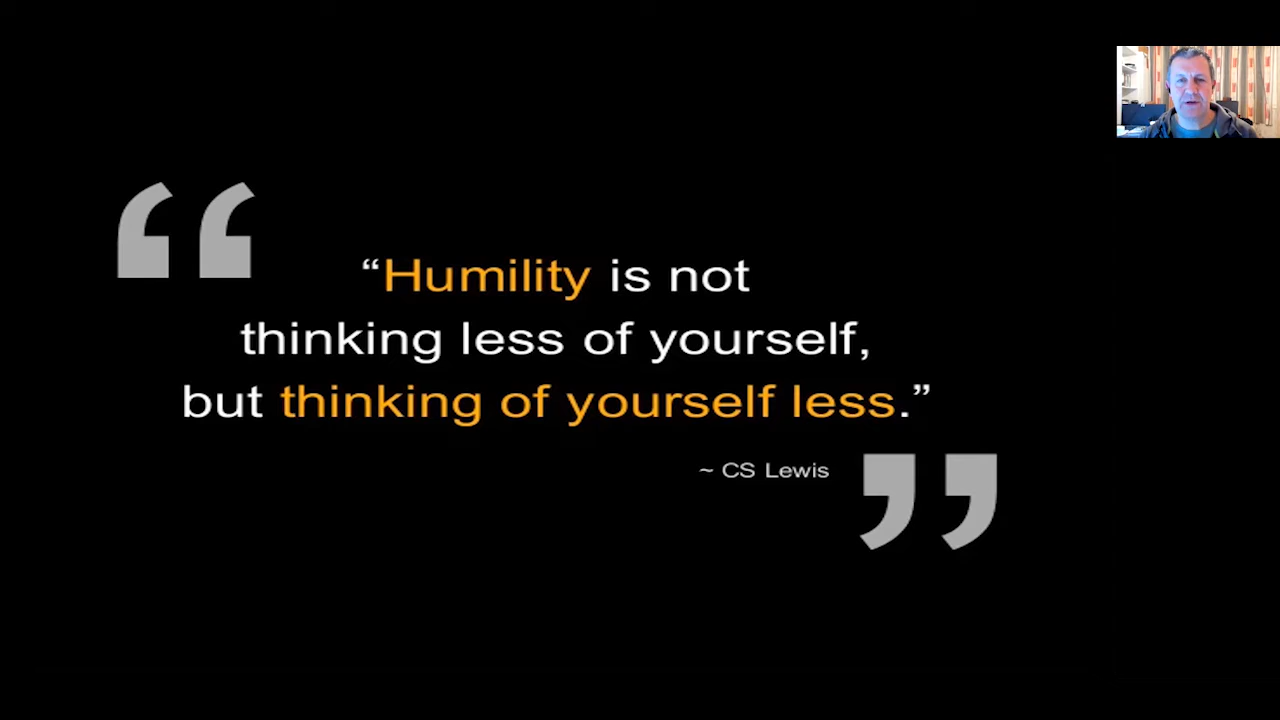 “Humility is not
thinking less of yourself,
but thinking of yourself less.”
~ CS Lewis